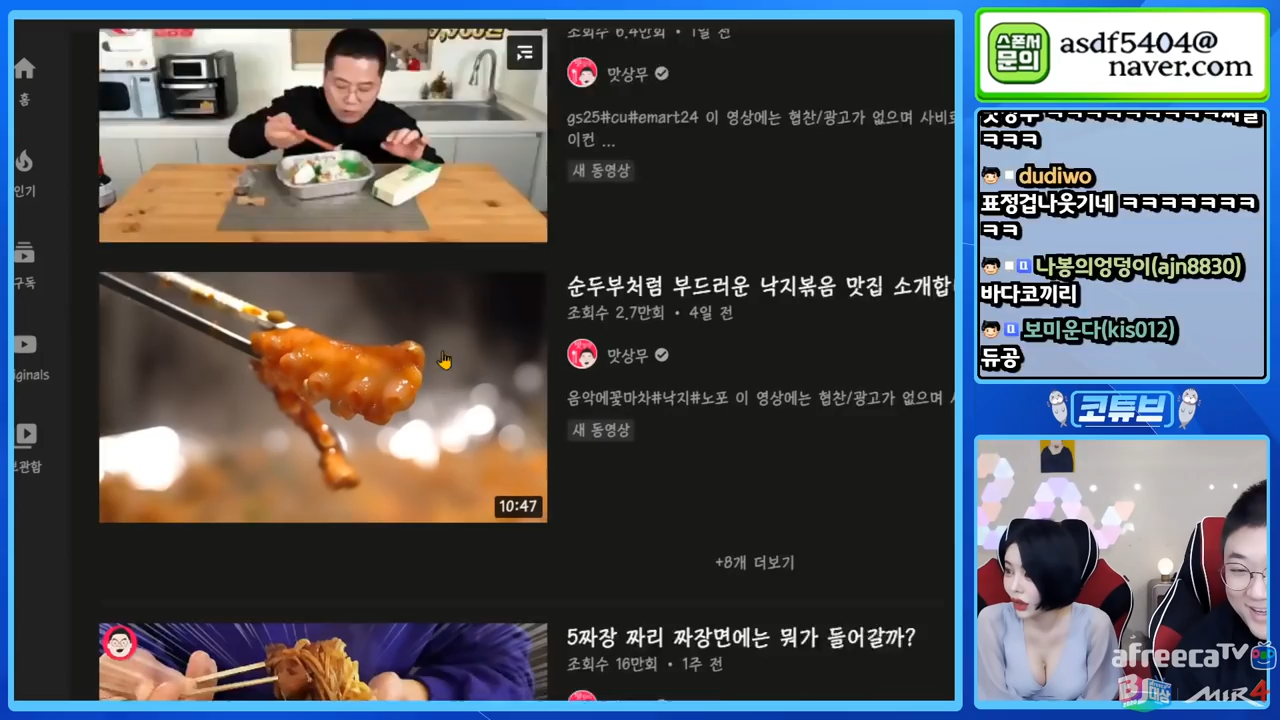 조회수 6.4만회 • 1일 전
맛상무
gs25#cu#emart24 이 영상에는 협찬/광고가 없으며 사비로
이컨 ...
새 동영상
홈
인기
구독
iginals
보관함
순두부처럼 부드러운 낙지볶음 맛집 소개합
조회수 2.7만회 • 4일 전
맛상무
음악에꽃마차#낙지#노포 이 영상에는 협찬/광고가 없으며
새 동영상
10:47
+8개 더보기
5짜장 짜리 짜장면에는 뭐가 들어갈까?
조회수 16만회 • 1주 전
스폰서
문의
asdf5404@
naver.com
ㅋㅋㅋ
dudiwo
표정겁나웃기네 ㅋㅋㅋㅋㅋㅋㅋ
ㅋㅋ
나봉의엉덩이(ajn8830)
바다코끼리
보미운다(kis012)
듀공
코튜브
afreecaTV
BJ대상
MIR4